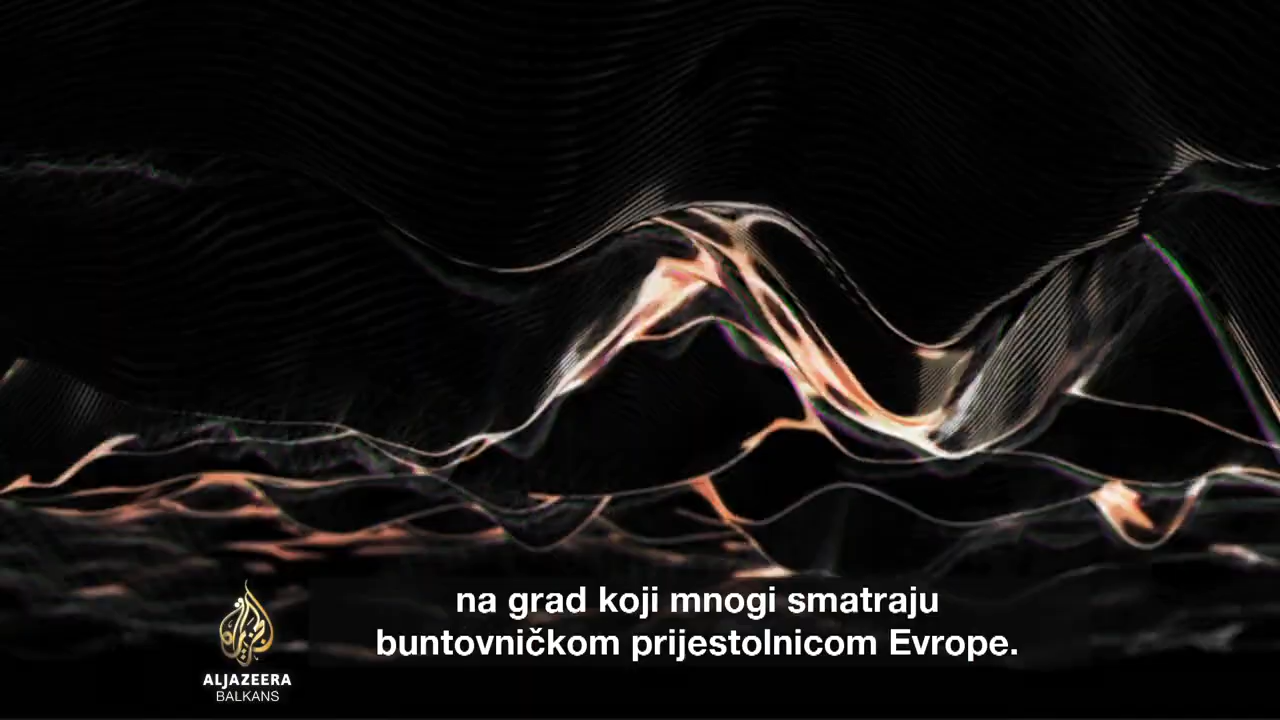 na grad koji mnogi smatraju
buntovničkom prijestolnicom Evrope.
ALJAZEERA
BALKANS